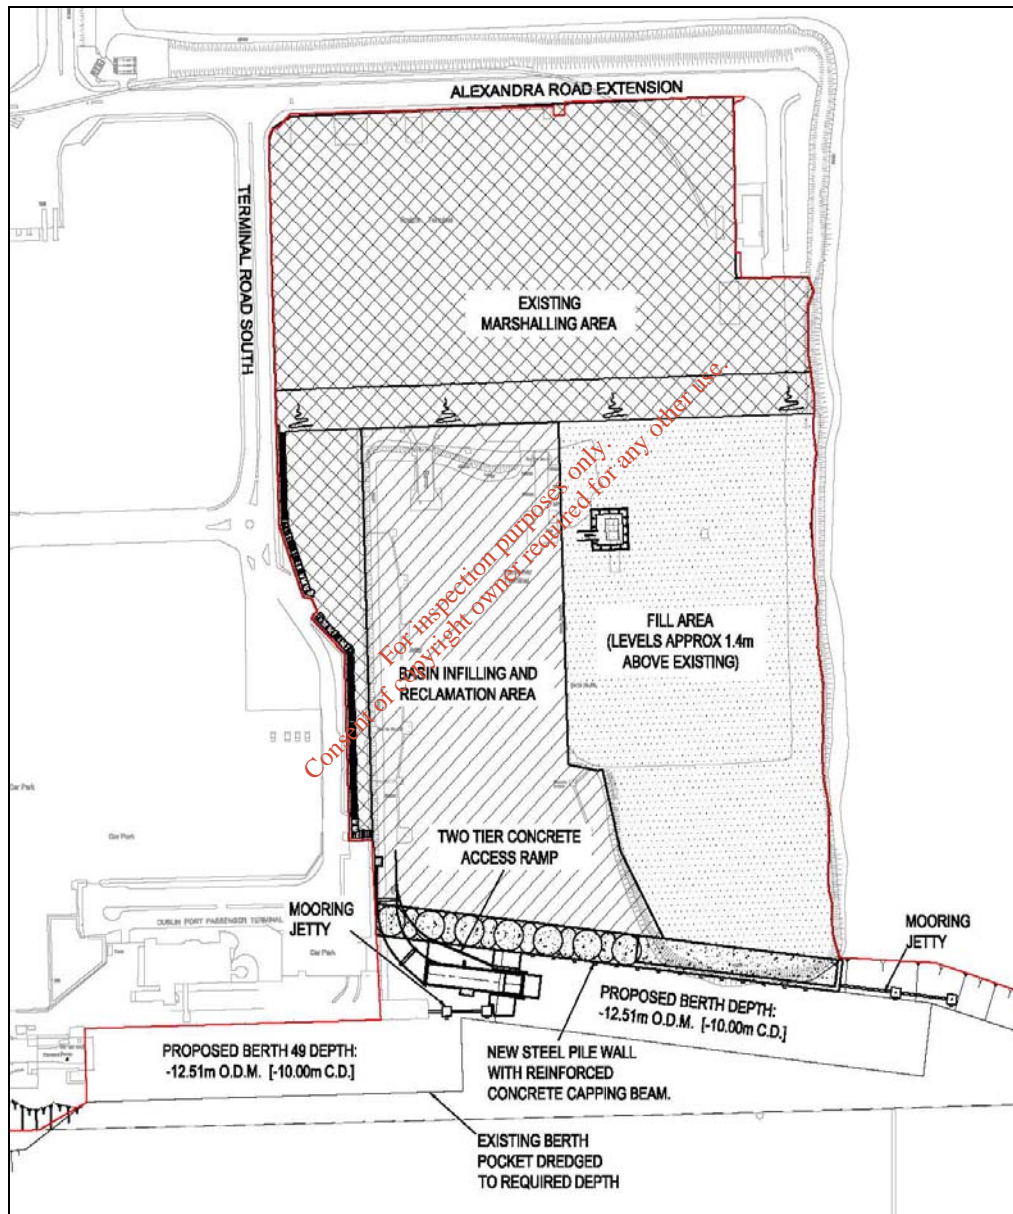 ALEXANDRA ROAD EXTENSION
TERMINAL ROAD SOUTH
EXISTING
MARSHALLING AREA
For inspection purposes only.
Consent of copyright owner required for any other use.
FILL AREA
(LEVELS APPROX 1.4m
ABOVE EXISTING)
BASIN INFILLING AND
RECLAMATION AREA
Car Park
Car Park
TWO TIER CONCRETE
ACCESS RAMP
MOORING
JETTY
DUBLIN PORT PASSENGER TERMINAL
Car Park
MOORING
JETTY
PROPOSED BERTH DEPTH:
-12.51m O.D.M. [-10.00m C.D.]
PROPOSED BERTH 49 DEPTH:
-12.51m O.D.M. [-10.00m C.D.]
NEW STEEL PILE WALL
WITH REINFORCED
CONCRETE CAPPING BEAM.
EXISTING BERTH
POCKET DREDGED
TO REQUIRED DEPTH